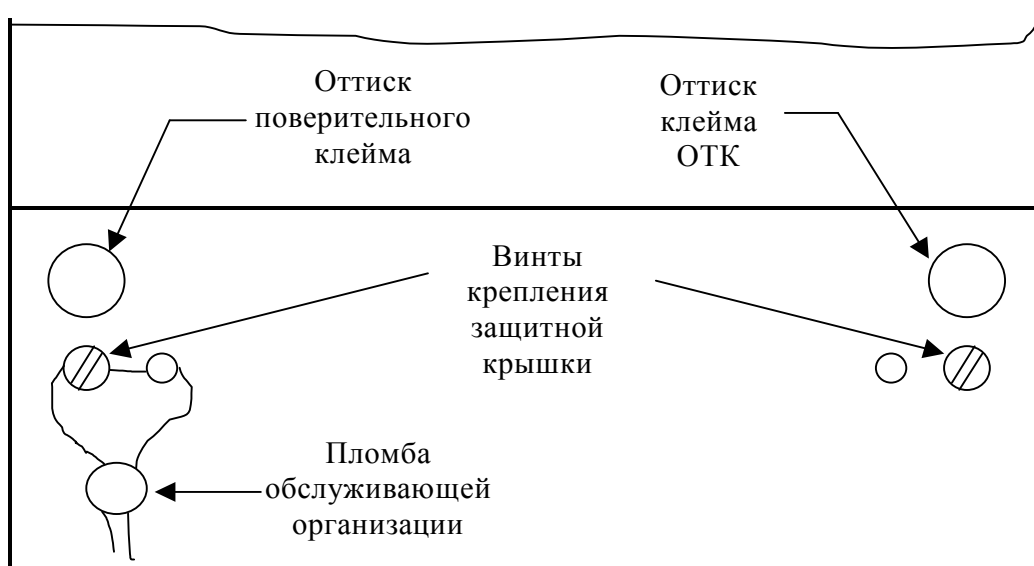 Оттиск
поверительного
клейма
Оттиск
клейма
ОТК
Винты
крепления
защитной
крышки
Пломба
обслуживающей
организации